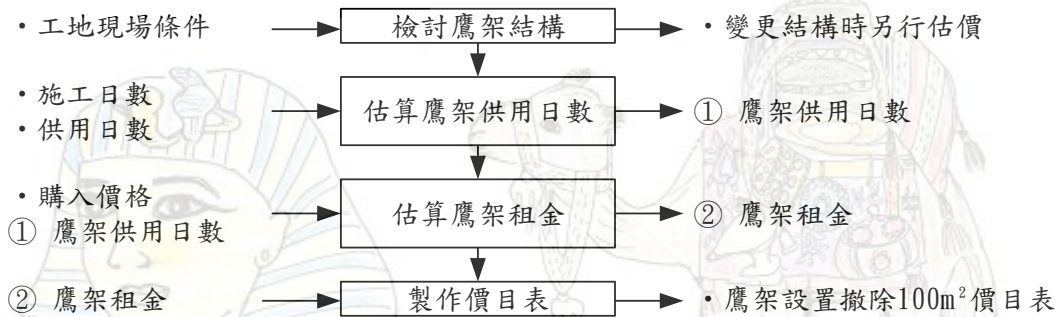 ・工地現場條件
檢討鷹架結構
・變更結構時另行估價
・施工日數
・供用日數
估算鷹架供用日數
① 鷹架供用日數
・購入價格
① 鷹架供用日數
估算鷹架租金
② 鷹架租金
② 鷹架租金
製作價目表
・鷹架設置撤除100m²價目表